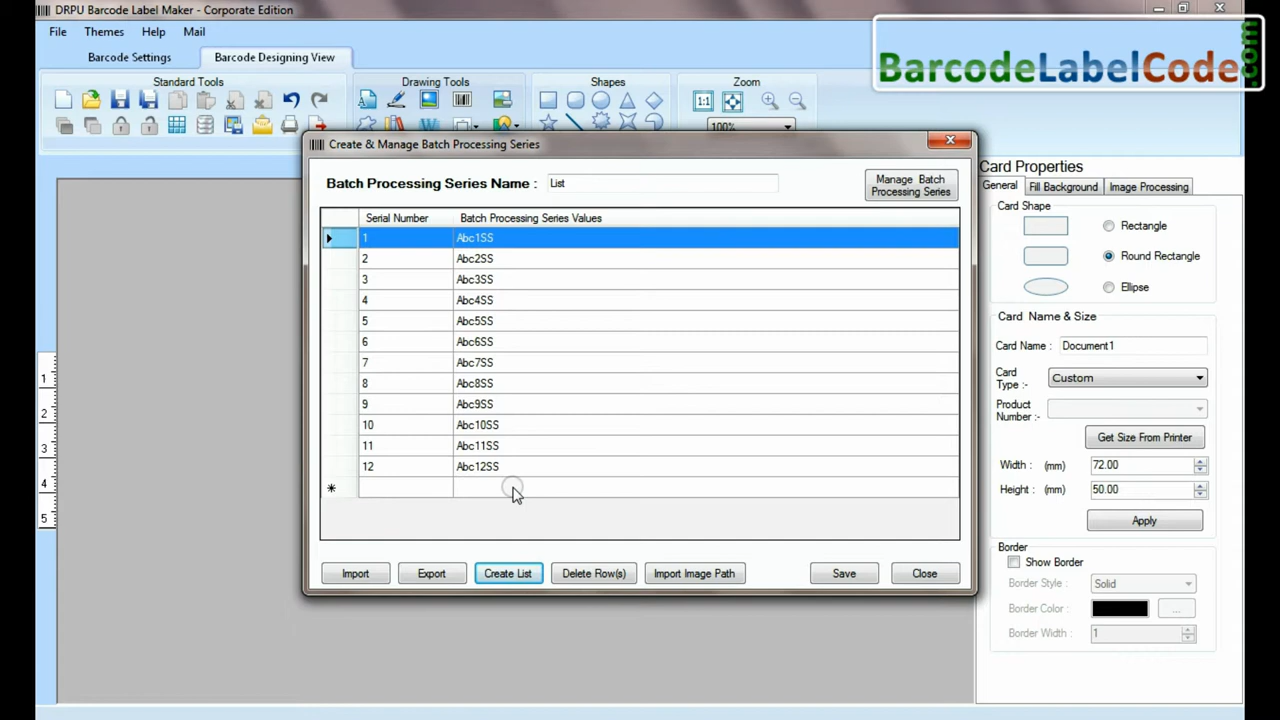 DRPU Barcode Label Maker - Corporate Edition
File Themes Help Mail
BarcodeLabelCode.com
Barcode Settings Barcode Designing View
Standard Tools Drawing Tools Shapes Zoom
1:1
100%
Create & Manage Batch Processing Series
Batch Processing Series Name : List
Manage Batch
Processing Series
Serial Number Batch Processing Series Values
1 Abc1SS
2 Abc2SS
3 Abc3SS
4 Abc4SS
5 Abc5SS
6 Abc6SS
7 Abc7SS
8 Abc8SS
9 Abc9SS
10 Abc10SS
11 Abc11SS
12 Abc12SS
*
Import Export Create List Delete Row(s) Import Image Path Save Close
1
2
3
4
5
Card Properties
General Fill Background Image Processing
Card Shape
Rectangle
Round Rectangle
Ellipse
Card Name & Size
Card Name : Document1
Card
Type :- Custom
Product
Number :-
Get Size From Printer
Width : (mm) 72.00
Height : (mm) 50.00
Apply
Border
Show Border
Border Style : Solid
Border Color : ...
Border Width : 1